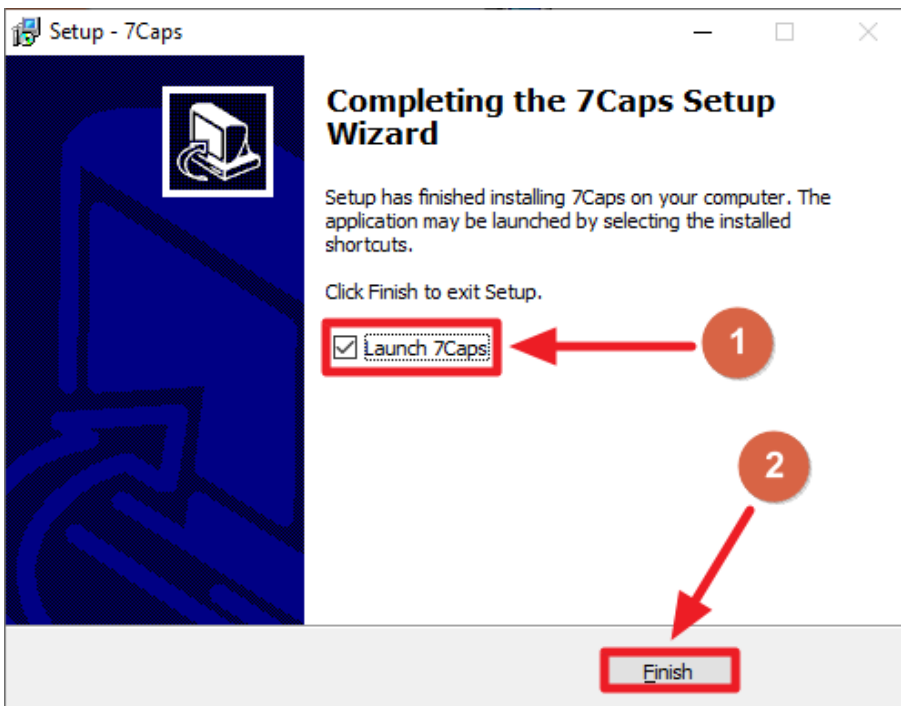 Setup - 7Caps
Completing the 7Caps Setup
Wizard
Setup has finished installing 7Caps on your computer. The
application may be launched by selecting the installed
shortcuts.
Click Finish to exit Setup.
Launch 7Caps
1
2
Finish